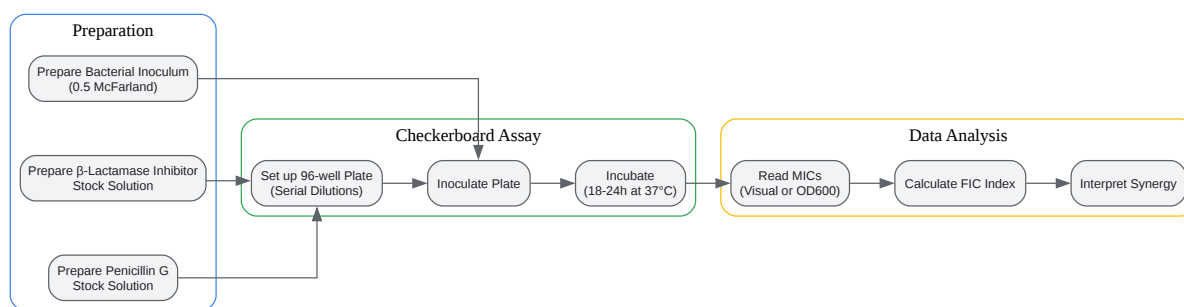 Preparation
Prepare Bacterial Inoculum
(0.5 McFarland)
Prepare β-Lactamase Inhibitor
Stock Solution
Prepare Penicillin G
Stock Solution
Checkerboard Assay
Set up 96-well Plate
(Serial Dilutions)
Inoculate Plate
Incubate
(18-24h at 37°C)
Data Analysis
Read MICs
(Visual or OD600)
Calculate FIC Index
Interpret Synergy